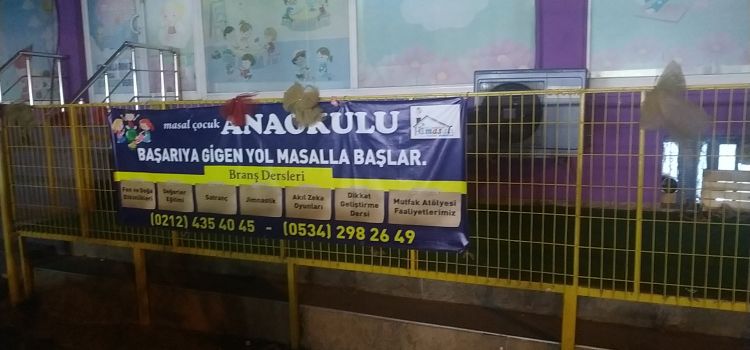 masal çocuk ANAOKULU
masal
BAŞARIYA GİGEN YOL MASALLA BAŞLAR.
Branş Dersleri
Fen ve Doğa Etkinlikleri
Değerler Eğitimi
Satranç
Jimnastik
Akıl Zeka Oyunları
Dikkat Geliştirme Dersi
Mutfak Atölyesi Faaliyetlerimiz
(0212) 435 40 45 - (0534) 298 26 49